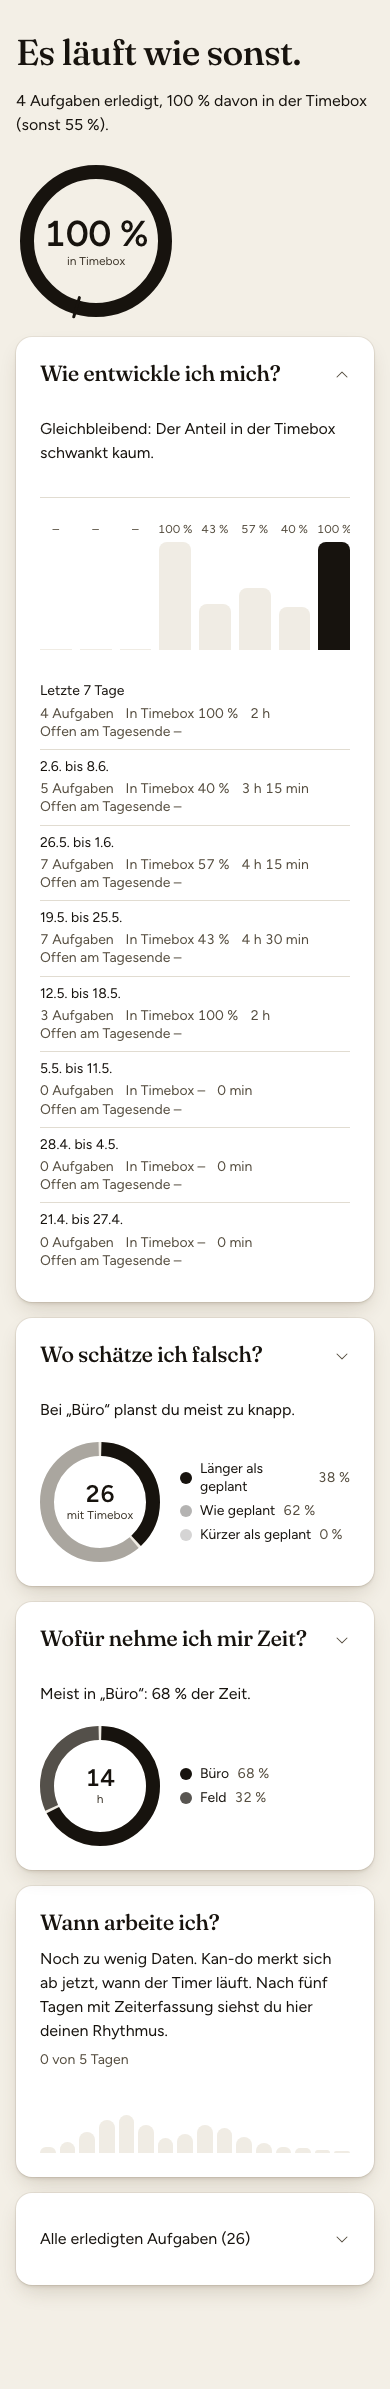 Es läuft wie sonst.
4 Aufgaben erledigt, 100 % davon in der Timebox
(sonst 55 %).
100 %
in Timebox
Wie entwickle ich mich?
Gleichbleibend: Der Anteil in der Timebox
schwankt kaum.
– – – 100 % 43 % 57 % 40 % 100 %
Letzte 7 Tage
4 Aufgaben In Timebox 100 % 2 h
Offen am Tagesende –
2.6. bis 8.6.
5 Aufgaben In Timebox 40 % 3 h 15 min
Offen am Tagesende –
26.5. bis 1.6.
7 Aufgaben In Timebox 57 % 4 h 15 min
Offen am Tagesende –
19.5. bis 25.5.
7 Aufgaben In Timebox 43 % 4 h 30 min
Offen am Tagesende –
12.5. bis 18.5.
3 Aufgaben In Timebox 100 % 2 h
Offen am Tagesende –
5.5. bis 11.5.
0 Aufgaben In Timebox – 0 min
Offen am Tagesende –
28.4. bis 4.5.
0 Aufgaben In Timebox – 0 min
Offen am Tagesende –
21.4. bis 27.4.
0 Aufgaben In Timebox – 0 min
Offen am Tagesende –
Wo schätze ich falsch?
Bei „Büro“ planst du meist zu knapp.
26
mit Timebox
Länger als
geplant 38 %
Wie geplant 62 %
Kürzer als geplant 0 %
Wofür nehme ich mir Zeit?
Meist in „Büro“: 68 % der Zeit.
14
h
Büro 68 %
Feld 32 %
Wann arbeite ich?
Noch zu wenig Daten. Kan-do merkt sich
ab jetzt, wann der Timer läuft. Nach fünf
Tagen mit Zeiterfassung siehst du hier
deinen Rhythmus.
0 von 5 Tagen
Alle erledigten Aufgaben (26)